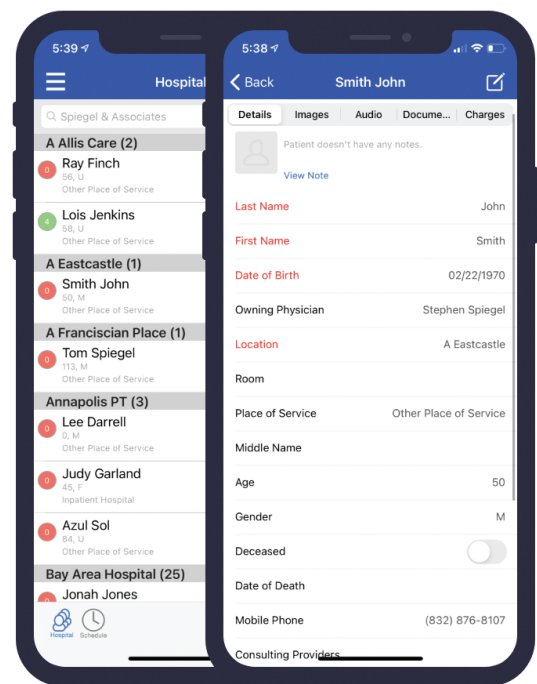 5:39
Hospital
Spiegel & Associates
A Allis Care (2)
0
Ray Finch
56, U
Other Place of Service
4
Lois Jenkins
58, U
Other Place of Service
A Eastcastle (1)
0
Smith John
50, M
Other Place of Service
A Franciscian Place (1)
0
Tom Spiegel
113, M
Other Place of Service
Annapolis PT (3)
0
Lee Darrell
0, M
Other Place of Service
0
Judy Garland
45, F
Inpatient Hospital
0
Azul Sol
84, U
Other Place of Service
Bay Area Hospital (25)
0
Jonah Jones
Hospital Schedule
5:38
Back Smith John
Details Images Audio Docume... Charges
Patient doesn't have any notes.
View Note
Last Name John
First Name Smith
Date of Birth 02/22/1970
Owning Physician Stephen Spiegel
Location A Eastcastle
Room
Place of Service Other Place of Service
Middle Name
Age 50
Gender M
Deceased
Date of Death
Mobile Phone (832) 876-8107
Consulting Providers